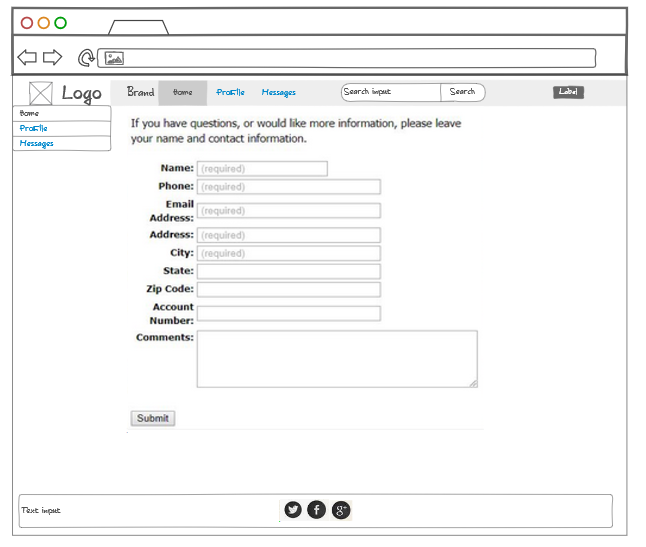 Logo
Brand Home Profile Messages Search input Search Label
Home
Profile
Messages
If you have questions, or would like more information, please leave
your name and contact information.
Name: (required)
Phone: (required)
Email
Address: (required)
Address: (required)
City: (required)
State:
Zip Code:
Account
Number:
Comments:
Submit
Text input